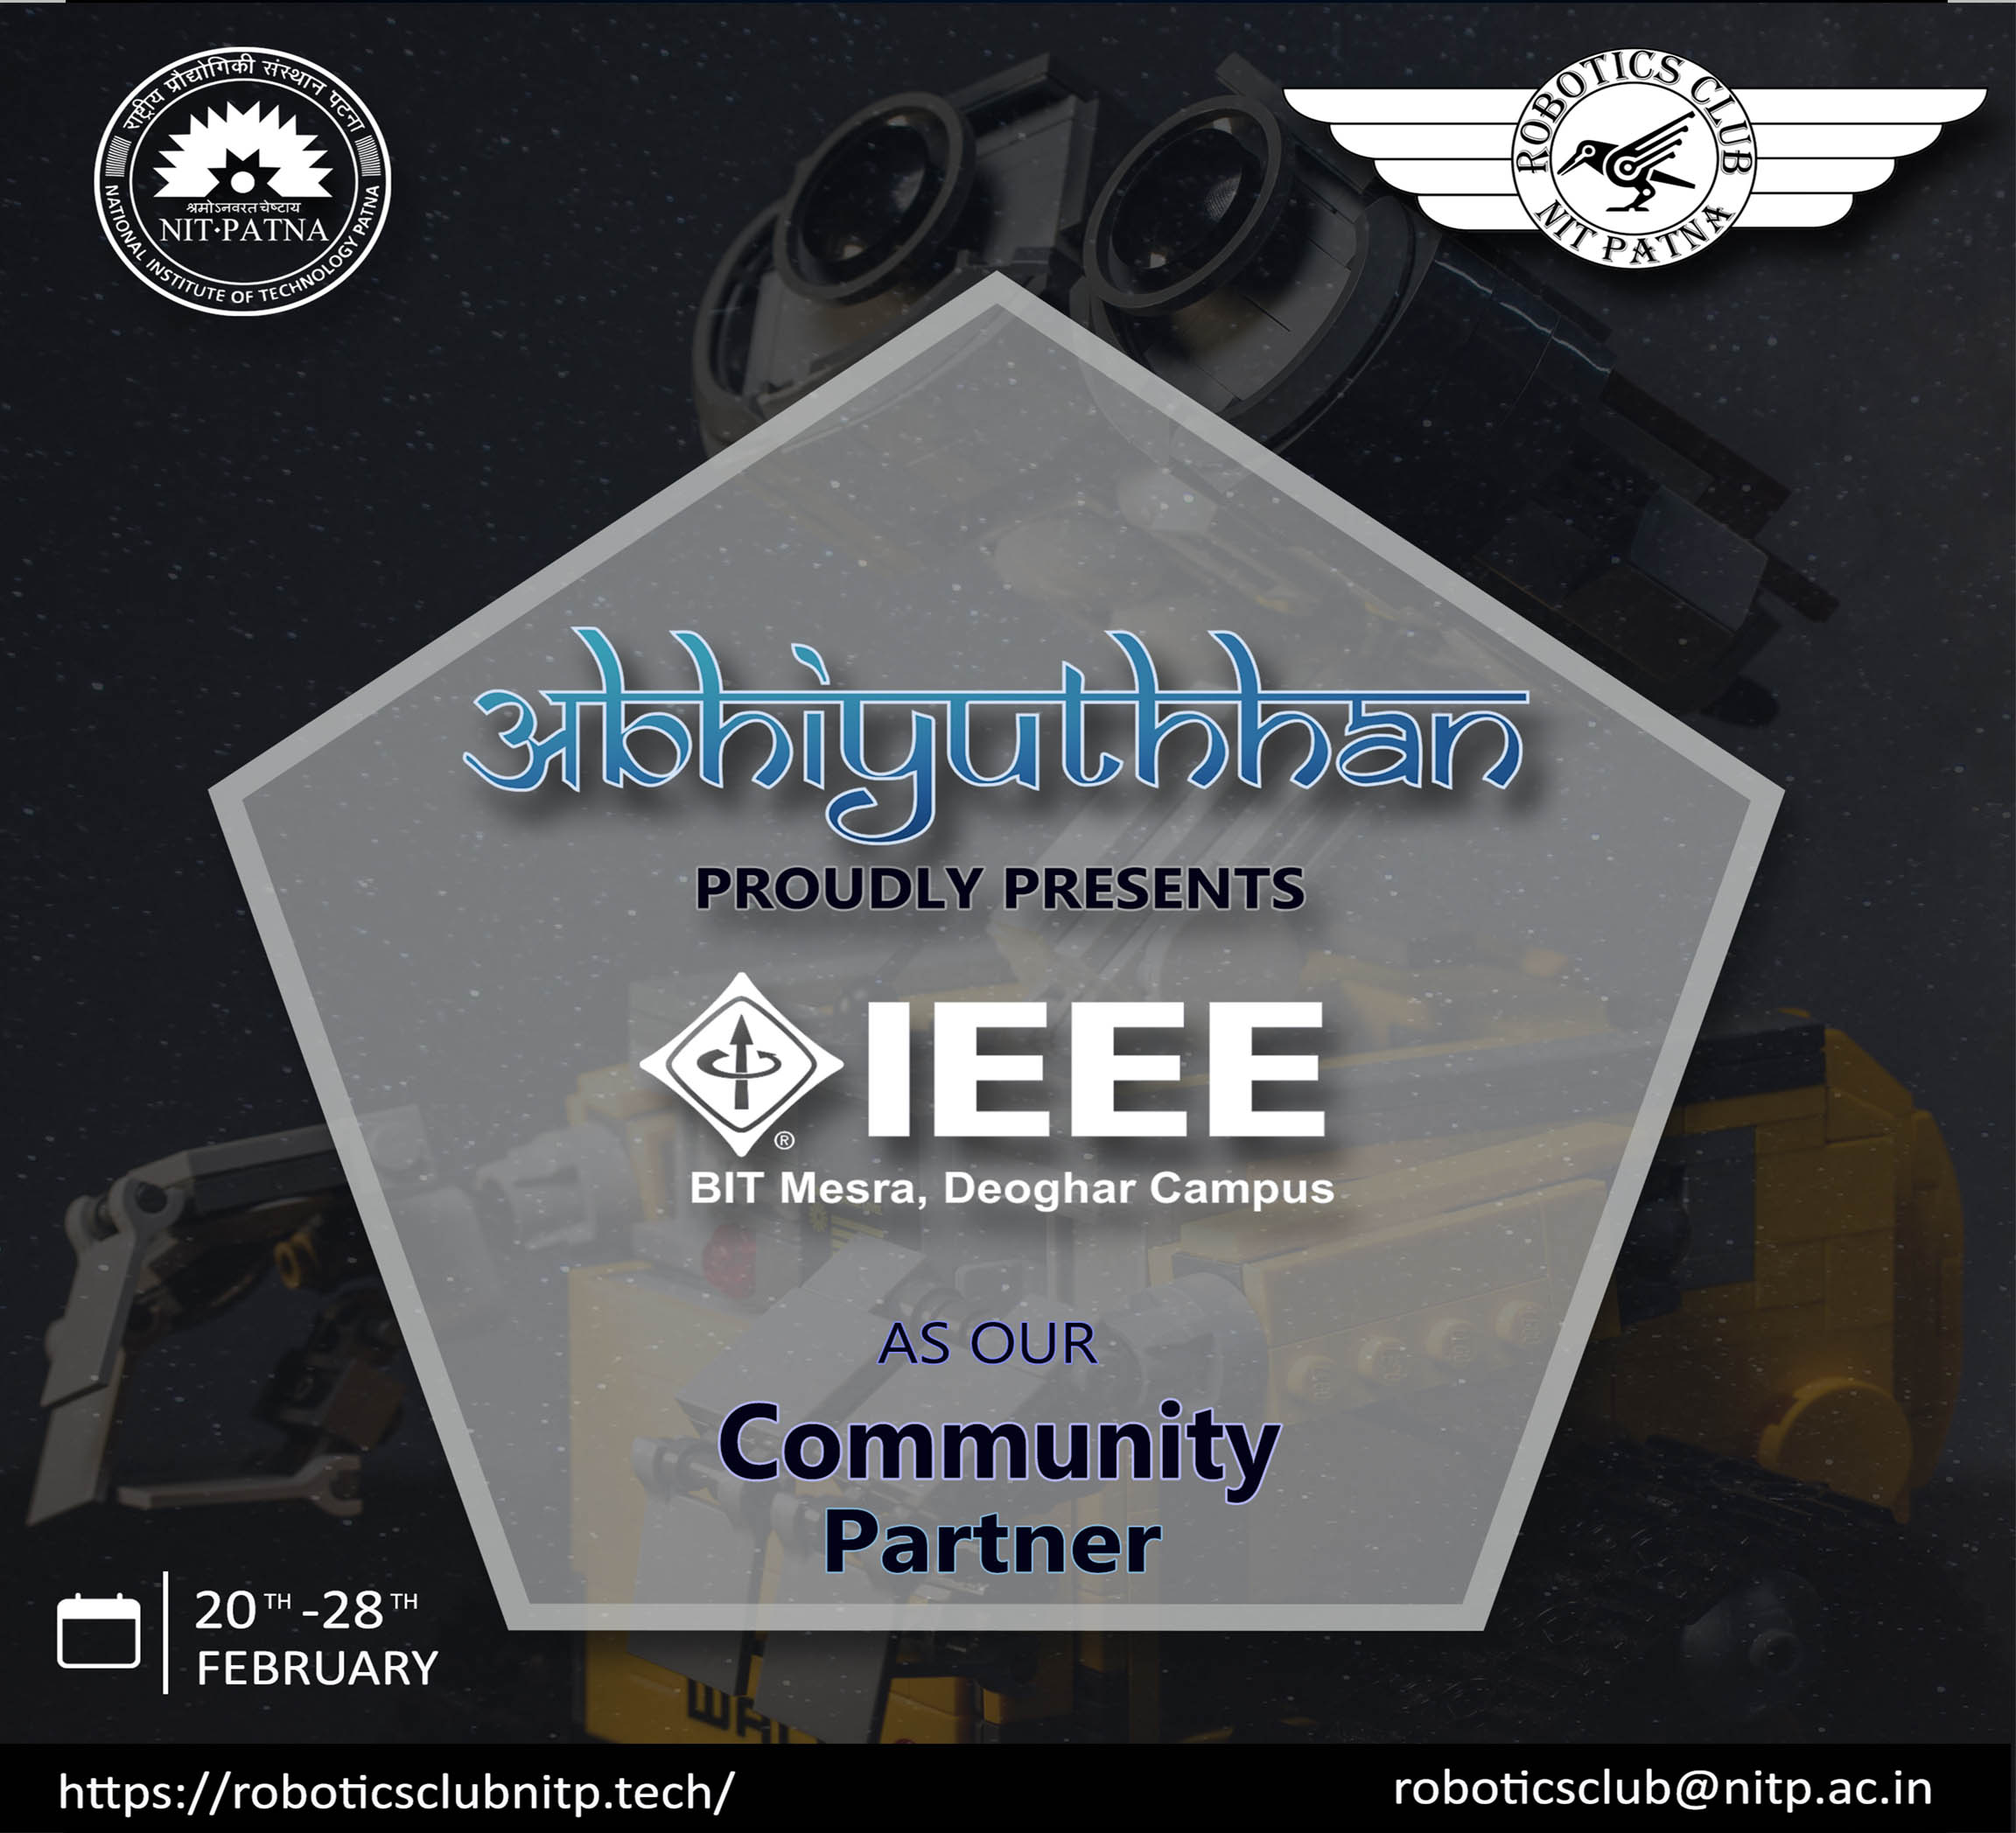 राष्ट्रीय प्रौद्योगिकी संस्थान पटना
श्रमोऽनवरत चेष्टाय
NIT·PATNA
NATIONAL INSTITUTE OF TECHNOLOGY PATNA
ROBOTICS CLUB
NIT PATNA
अbhiyuthhan
PROUDLY PRESENTS
IEEE
®
BIT Mesra, Deoghar Campus
AS OUR
Community
Partner
20TH -28TH
FEBRUARY
https://roboticsclubnitp.tech/
roboticsclub@nitp.ac.in